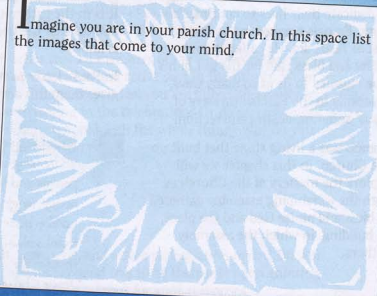 Imagine you are in your parish church. In this space list
the images that come to your mind.